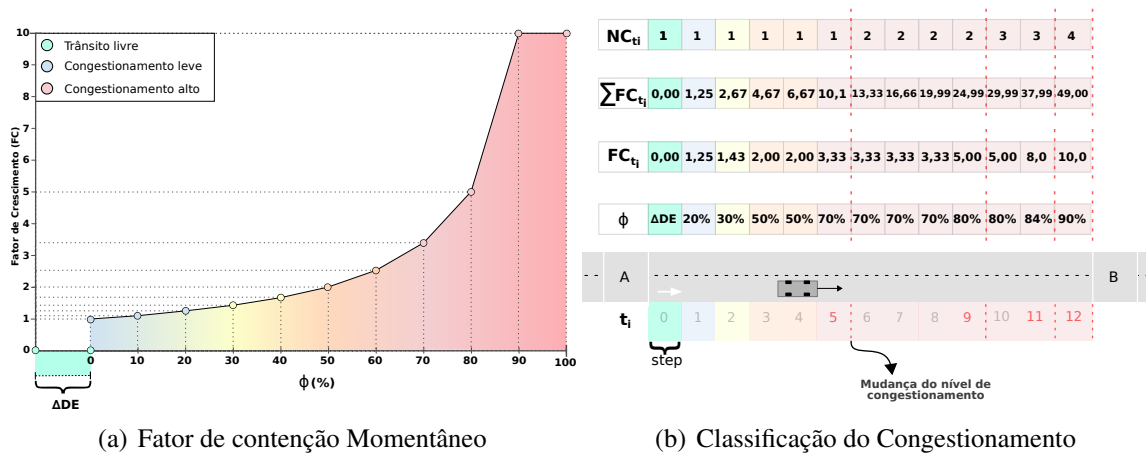 Trânsito livre
Congestionamento leve
Congestionamento alto
Fator de Crescimento (FC)
10
9
8
7
6
5
4
3
2
1
0
0 10 20 30 40 50 60 70 80 90 100
ϕ(%)
ΔDE
(a) Fator de contenção Momentâneo
NCti 1 1 1 1 1 1 2 2 2 2 3 3 4
∑FCti 0,00 1,25 2,67 4,67 6,67 10,1 13,33 16,66 19,99 24,99 29,99 37,99 49,00
FCti 0,00 1,25 1,43 2,00 2,00 3,33 3,33 3,33 3,33 5,00 5,00 8,0 10,0
ϕ ΔDE 20% 30% 50% 50% 70% 70% 70% 70% 80% 80% 84% 90%
A B
ti 0 1 2 3 4 5 6 7 8 9 10 11 12
step
Mudança do nível de
congestionamento
(b) Classificação do Congestionamento